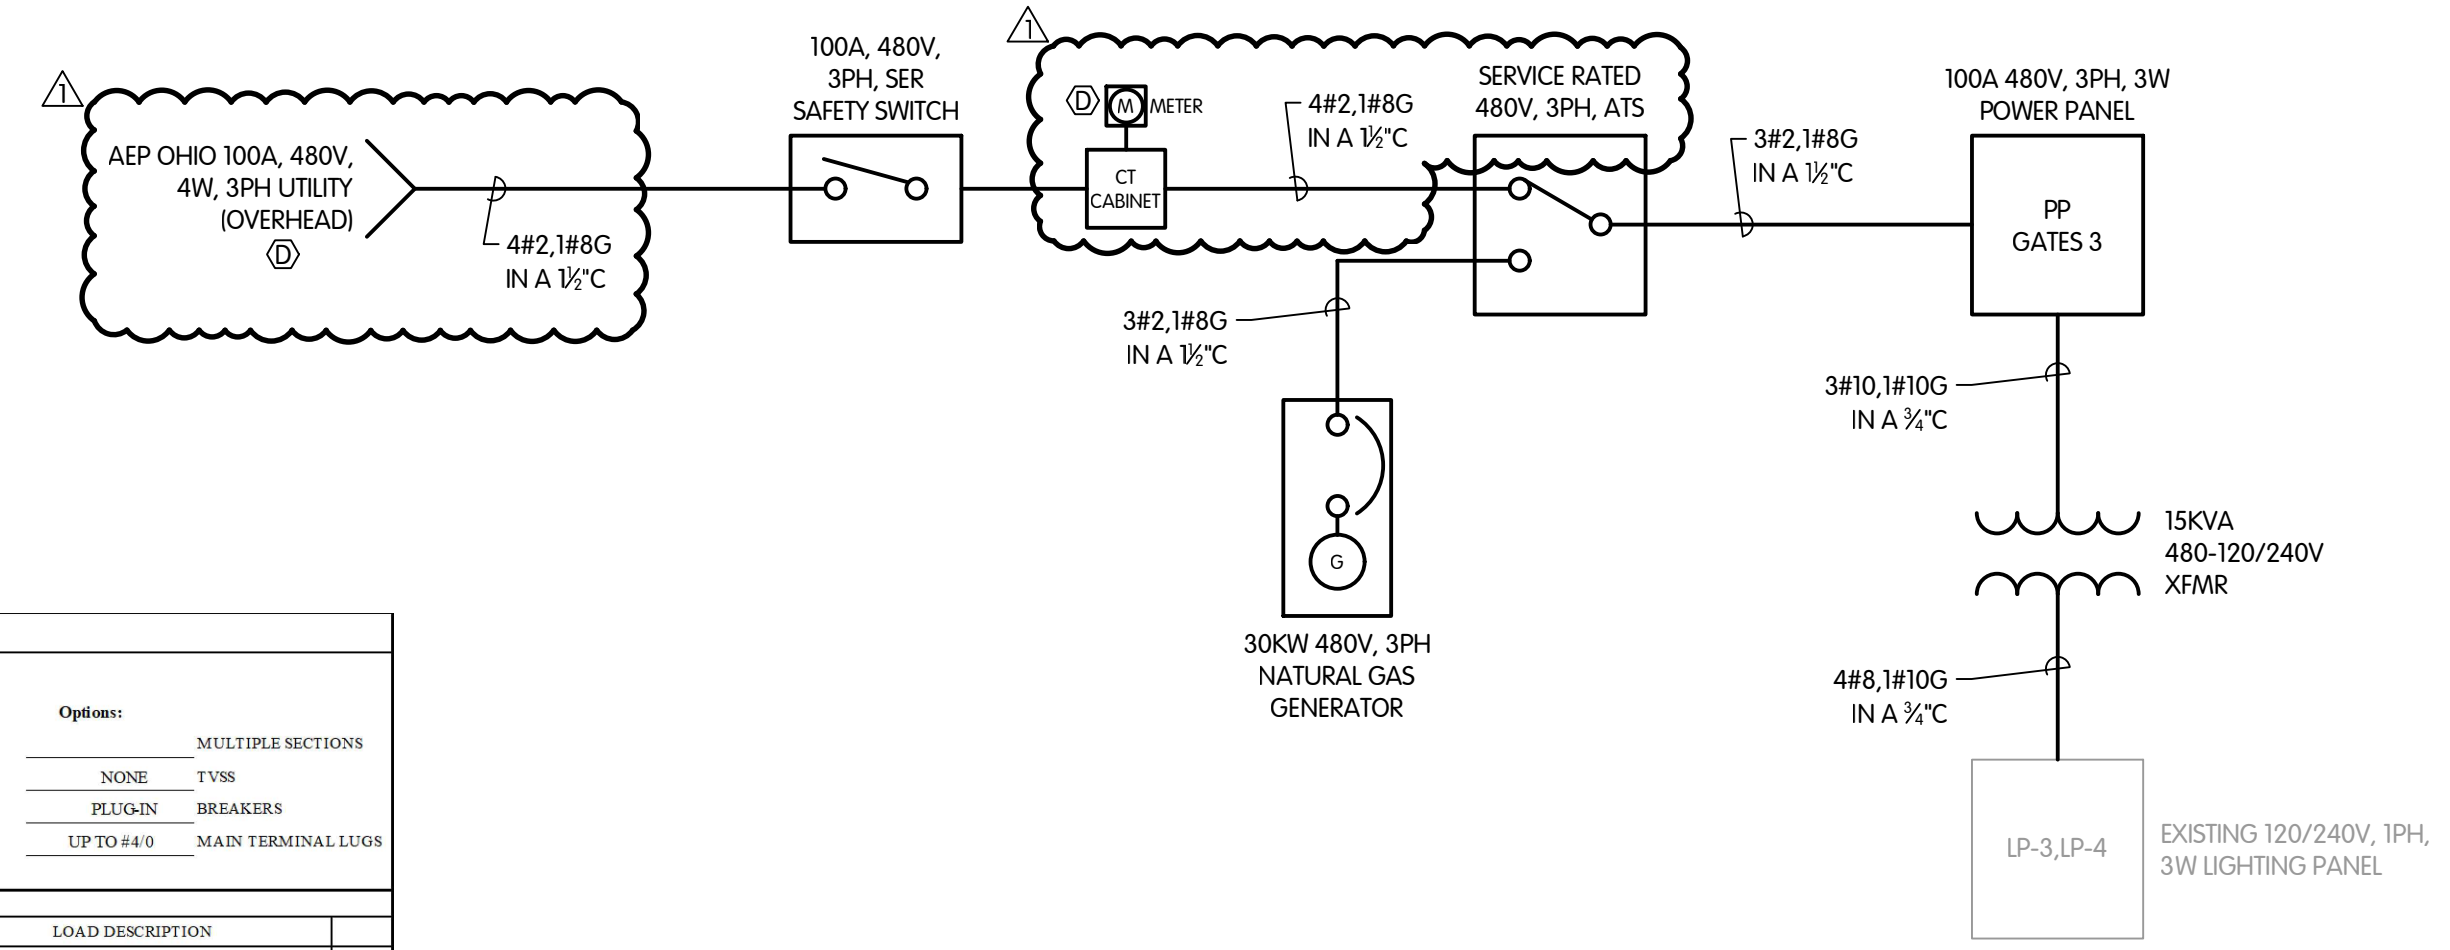 1
AEP OHIO 100A, 480V,
4W, 3PH UTILITY
(OVERHEAD)
D
4#2,1#8G
IN A 1½"C
100A, 480V,
3PH, SER
SAFETY SWITCH
1
D
M
METER
CT
CABINET
4#2,1#8G
IN A 1½"C
SERVICE RATED
480V, 3PH, ATS
3#2,1#8G
IN A 1½"C
100A 480V, 3PH, 3W
POWER PANEL
PP
GATES 3
3#2,1#8G
IN A 1½"C
G
30KW 480V, 3PH
NATURAL GAS
GENERATOR
3#10,1#10G
IN A ¾"C
15KVA
480-120/240V
XFMR
4#8,1#10G
IN A ¾"C
LP-3,LP-4
EXISTING 120/240V, 1PH,
3W LIGHTING PANEL
Options:
MULTIPLE SECTIONS
NONE TVSS
PLUG-IN BREAKERS
UP TO #4/0 MAIN TERMINAL LUGS
LOAD DESCRIPTION